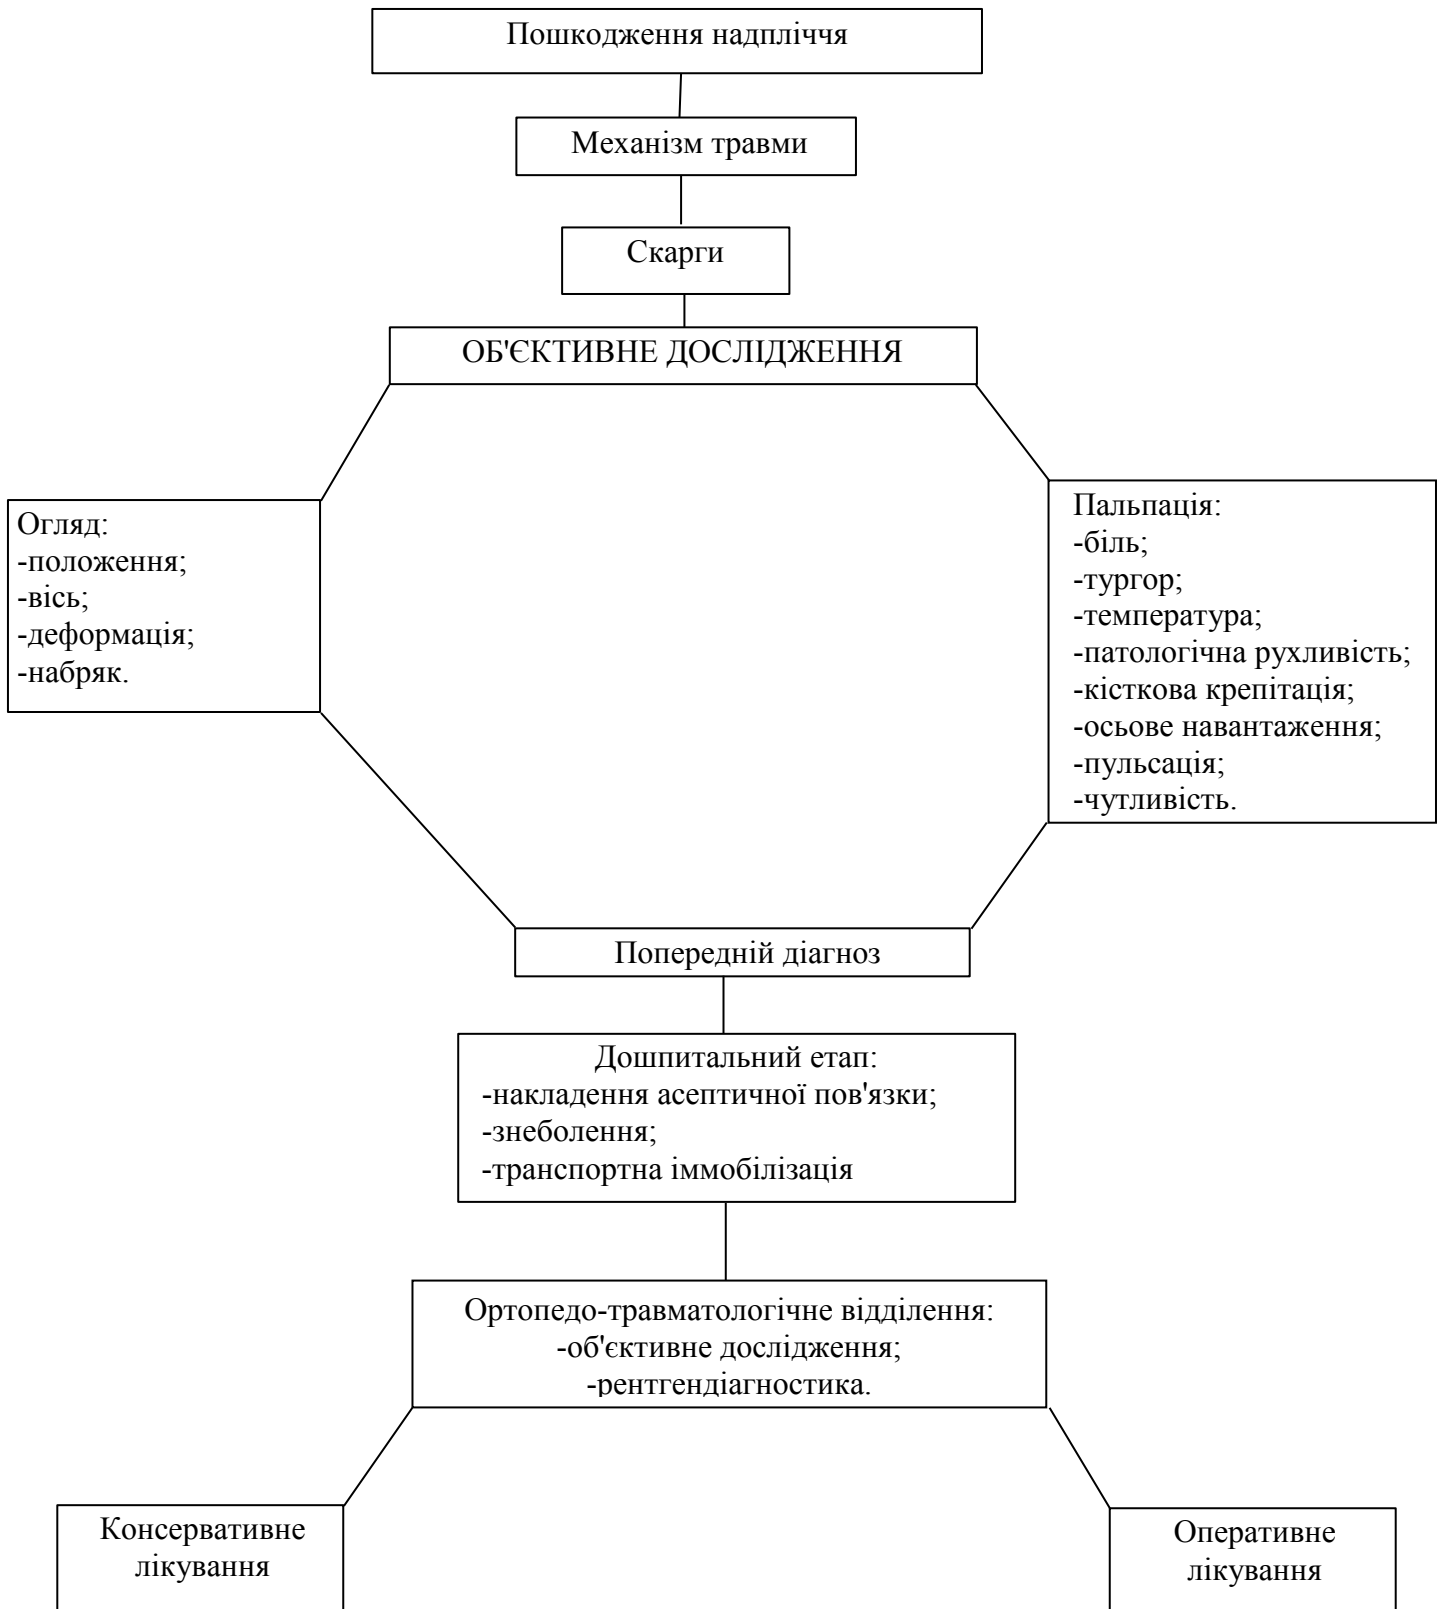 Пошкодження надпліччя
Механізм травми
Скарги
ОБ'ЄКТИВНЕ ДОСЛІДЖЕННЯ
Огляд:
-положення;
-вісь;
-деформація;
-набряк.
Пальпація:
-біль;
-тургор;
-температура;
-патологічна рухливість;
-кісткова крепітація;
-осьове навантаження;
-пульсація;
-чутливість.
Попередній діагноз
Дошпитальний етап:
-накладення асептичної пов'язки;
-знеболення;
-транспортна іммобілізація
Ортопедо-травматологічне відділення:
-об'єктивне дослідження;
-рентгендіагностика.
Консервативне
лікування
Оперативне
лікування